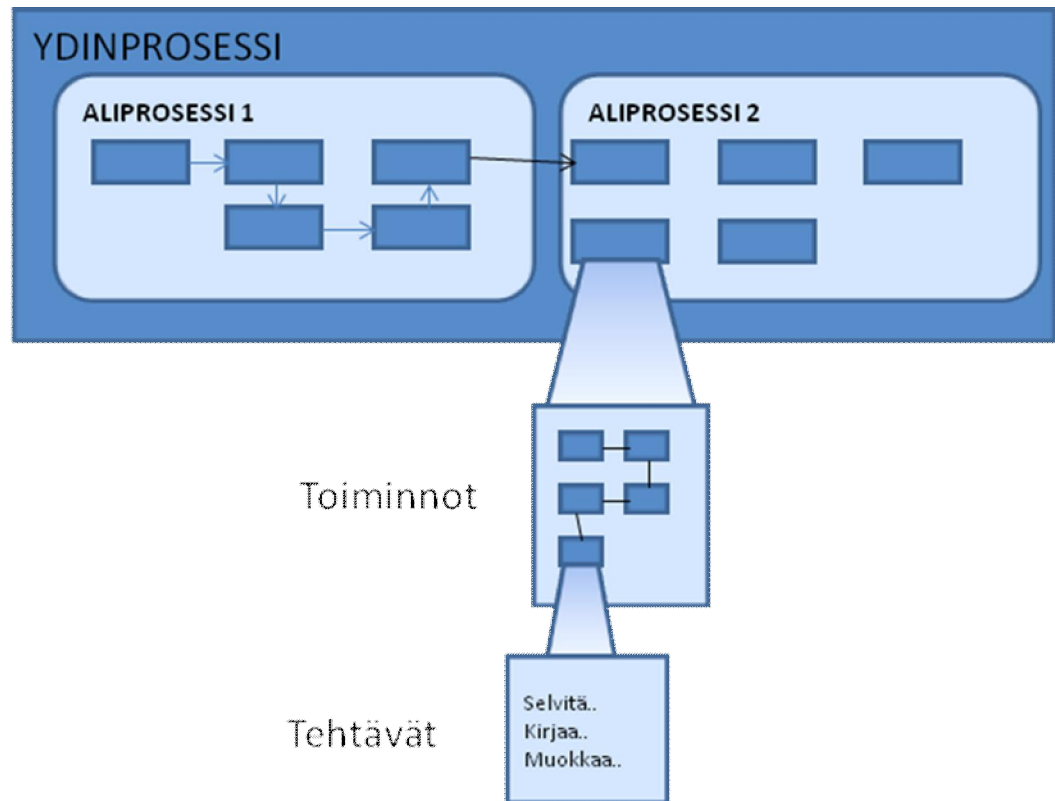 YDINPROSESSI
ALIPROSESSI 1
ALIPROSESSI 2
Toiminnot
Tehtävät
Selvitä..
Kirjaa..
Muokkaa..